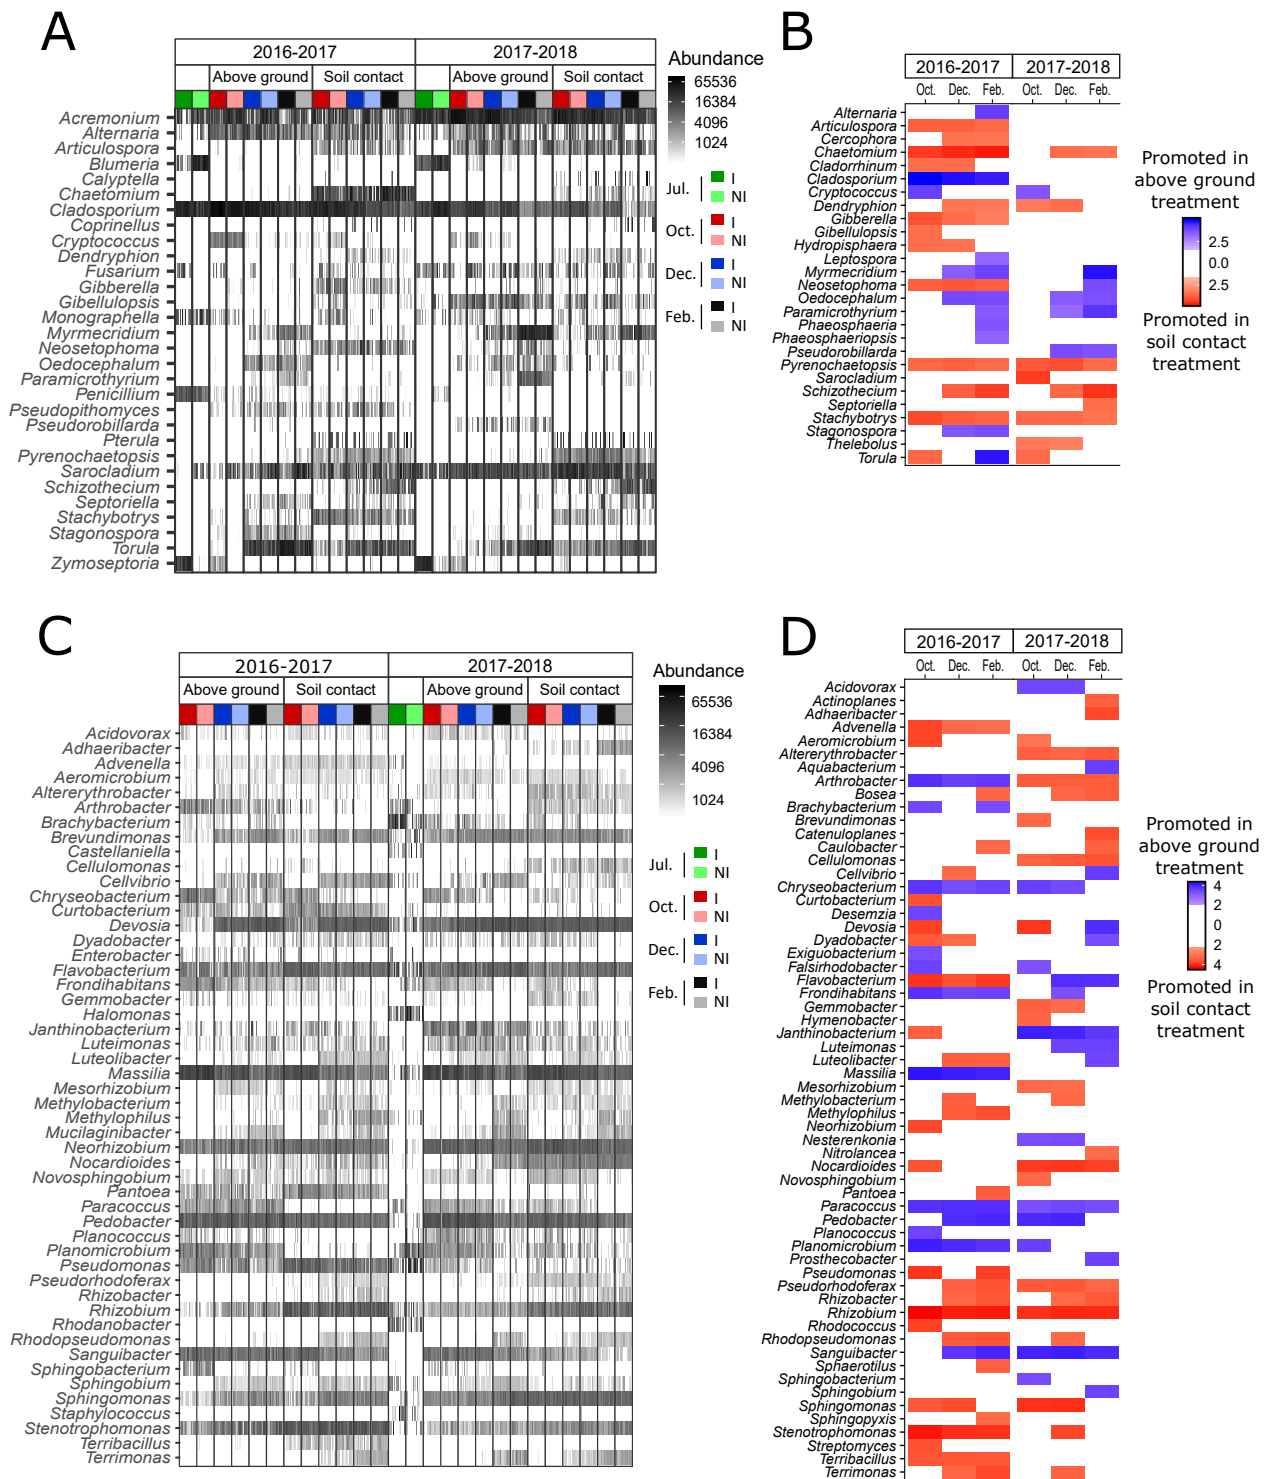 A
2016-2017
2017-2018
Above ground
Soil contact
Above ground
Soil contact
Acremonium
Alternaria
Articulospora
Blumeria
Calyptella
Chaetomium
Cladosporium
Coprinellus
Cryptococcus
Dendryphion
Fusarium
Gibberella
Gibellulopsis
Monographella
Myrmecridium
Neosetophoma
Oedocephalum
Paramicrothyrium
Penicillium
Pseudopithomyces
Pseudorobillarda
Pterula
Pyrenochaetopsis
Sarocladium
Schizothecium
Septoriella
Stachybotrys
Stagonospora
Torula
Zymoseptoria
Abundance
65536
16384
4096
1024
Jul.
I
NI
Oct.
I
NI
Dec.
I
NI
Feb.
I
NI
B
2016-2017
2017-2018
Oct.
Dec.
Feb.
Oct.
Dec.
Feb.
Alternaria
Articulospora
Cercophora
Chaetomium
Cladorrhinum
Cladosporium
Cryptococcus
Dendryphion
Gibberella
Gibellulopsis
Hydropisphaera
Leptospora
Myrmecridium
Neosetophoma
Oedocephalum
Paramicrothyrium
Phaeosphaeria
Phaeosphaeriopsis
Pseudorobillarda
Pyrenochaetopsis
Sarocladium
Schizothecium
Septoriella
Stachybotrys
Stagonospora
Thelebolus
Torula
Promoted in
above ground
treatment
2.5
0.0
2.5
Promoted in
soil contact
treatment
C
2016-2017
2017-2018
Above ground
Soil contact
Above ground
Soil contact
Acidovorax
Adhaeribacter
Advenella
Aeromicrobium
Altererythrobacter
Arthrobacter
Brachybacterium
Brevundimonas
Castellaniella
Cellulomonas
Cellvibrio
Chryseobacterium
Curtobacterium
Devosia
Dyadobacter
Enterobacter
Flavobacterium
Frondihabitans
Gemmobacter
Halomonas
Janthinobacterium
Luteimonas
Luteolibacter
Massilia
Mesorhizobium
Methylobacterium
Methylophilus
Mucilaginibacter
Neorhizobium
Nocardioides
Novosphingobium
Pantoea
Paracoccus
Pedobacter
Planococcus
Planomicrobium
Pseudomonas
Pseudorhodoferax
Rhizobacter
Rhizobium
Rhodanobacter
Rhodopseudomonas
Sanguibacter
Sphingobacterium
Sphingobium
Sphingomonas
Staphylococcus
Stenotrophomonas
Terribacillus
Terrimonas
Abundance
65536
16384
4096
1024
Jul.
I
NI
Oct.
I
NI
Dec.
I
NI
Feb.
I
NI
D
2016-2017
2017-2018
Oct.
Dec.
Feb.
Oct.
Dec.
Feb.
Acidovorax
Actinoplanes
Adhaeribacter
Advenella
Aeromicrobium
Altererythrobacter
Aquabacterium
Arthrobacter
Bosea
Brachybacterium
Brevundimonas
Catenuloplanes
Caulobacter
Cellulomonas
Cellvibrio
Chryseobacterium
Curtobacterium
Desemzia
Devosia
Dyadobacter
Exiguobacterium
Falsirhodobacter
Flavobacterium
Frondihabitans
Gemmobacter
Hymenobacter
Janthinobacterium
Luteimonas
Luteolibacter
Massilia
Mesorhizobium
Methylobacterium
Methylophilus
Neorhizobium
Nesterenkonia
Nitrolancea
Nocardioides
Novosphingobium
Pantoea
Paracoccus
Pedobacter
Planococcus
Planomicrobium
Prosthecobacter
Pseudomonas
Pseudorhodoferax
Rhizobacter
Rhizobium
Rhodococcus
Rhodopseudomonas
Sanguibacter
Sphaerotilus
Sphingobacterium
Sphingobium
Sphingomonas
Sphingopyxis
Stenotrophomonas
Streptomyces
Terribacillus
Terrimonas
Promoted in
above ground
treatment
4
2
0
2
4
Promoted in
soil contact
treatment